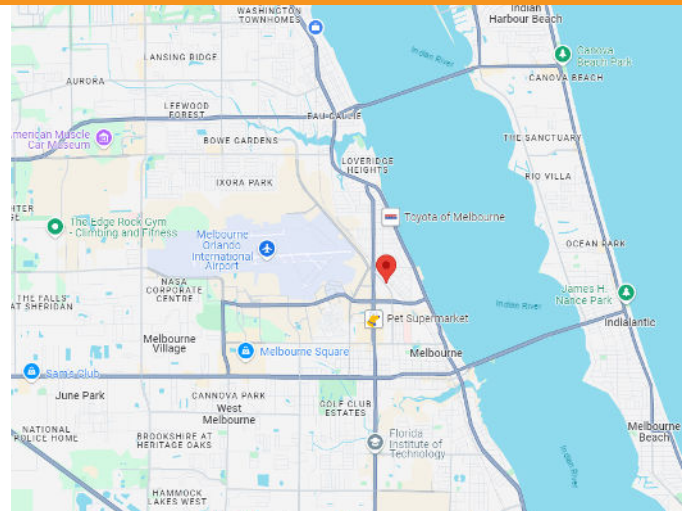 WASHINGTON
TOWNHOMES
Indian
Harbour Beach
LANSING RIDGE
Indian River
Canova
Beach Park
CANOVA BEACH
AURORA
LEEWOOD
FOREST
EAU GALLIE
American Muscle
Car Museum
BOWE GARDENS
THE SANCTUARY
LOVERIDGE
HEIGHTS
RIO VILLA
IXORA PARK
Toyota of Melbourne
The Edge Rock Gym
- Climbing and Fitness
Melbourne
Orlando
International
Airport
OCEAN PARK
NASA
CORPORATE
CENTRE
James H.
Nance Park
THE FALLS
AT SHERIDAN
Indian River
Pet Supermarket
Indialantic
Melbourne
Village
Melbourne Square
Melbourne
Sam's Club
June Park
CANNOVA PARK
West
Melbourne
GOLF CLUB
ESTATES
NATIONAL
POLICE HOME
BROOKSHIRE AT
HERITAGE OAKS
Florida
Institute of
Technology
Melbourne
Beach
Indian River
HAMMOCK
LAKES WEST